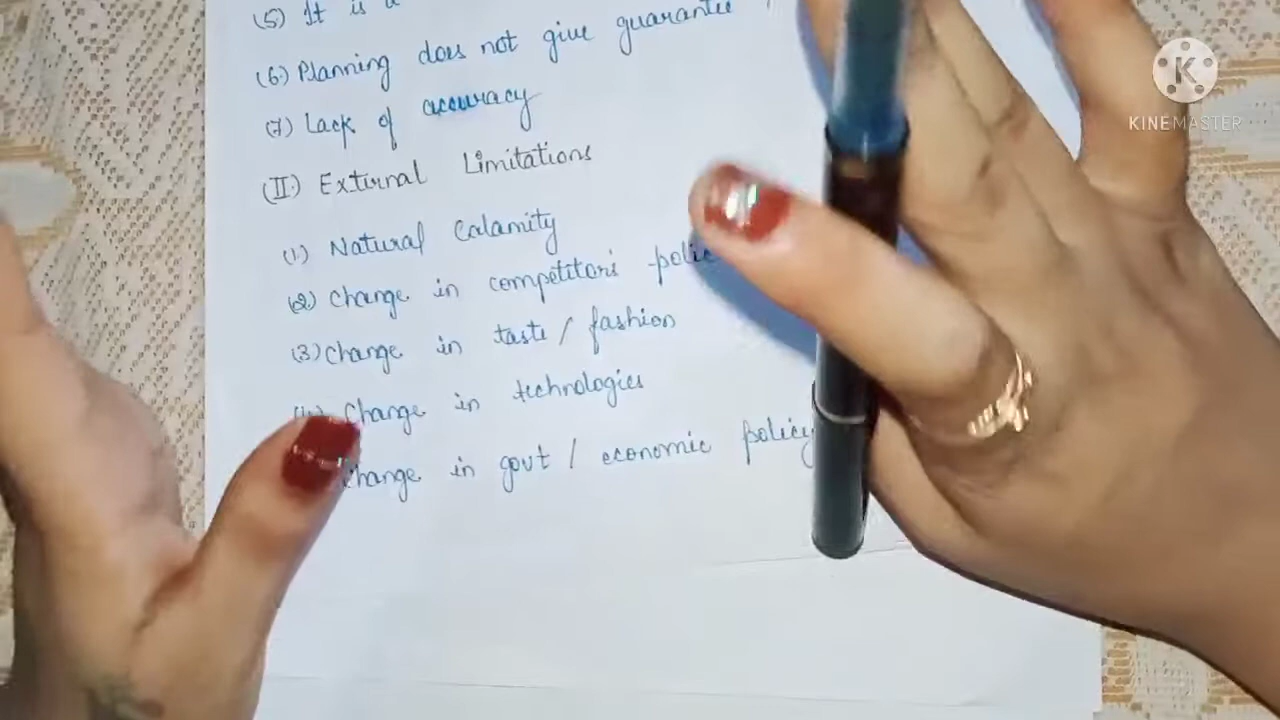 (5) It is a
(6) Planning does not give guarantee
(7) Lack of accuracy
(II) External Limitations
(1) Natural Calamity
(2) Change in competitors
(3) Change in taste / fashion
Change in technologies
Change in govt / economic policy
K
KINEMASTER